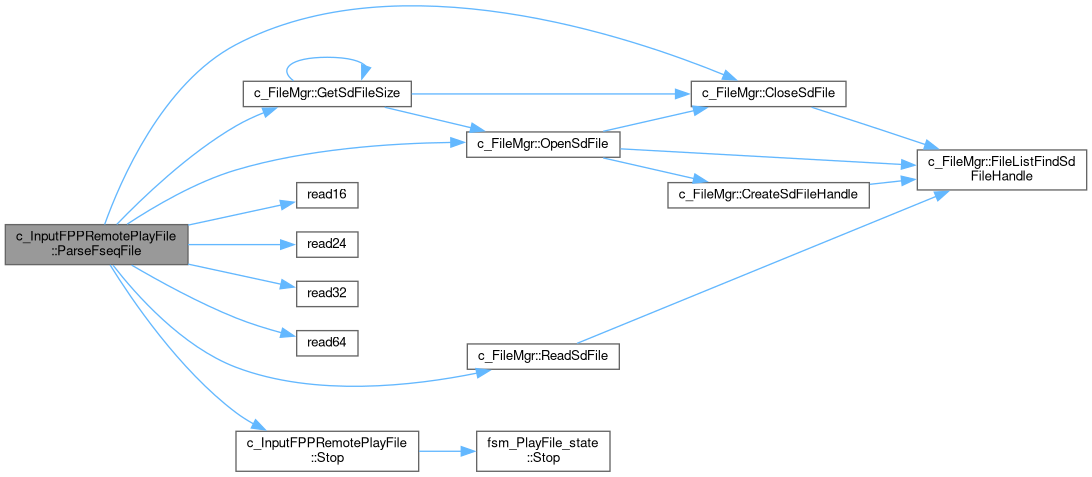 c_FileMgr::GetSdFileSize
c_FileMgr::CloseSdFile
c_FileMgr::OpenSdFile
c_FileMgr::FileListFindSd
FileHandle
c_FileMgr::CreateSdFileHandle
read16
c_InputFPPRemotePlayFile
::ParseFseqFile
read24
read32
read64
c_FileMgr::ReadSdFile
c_InputFPPRemotePlayFile
::Stop
fsm_PlayFile_state
::Stop